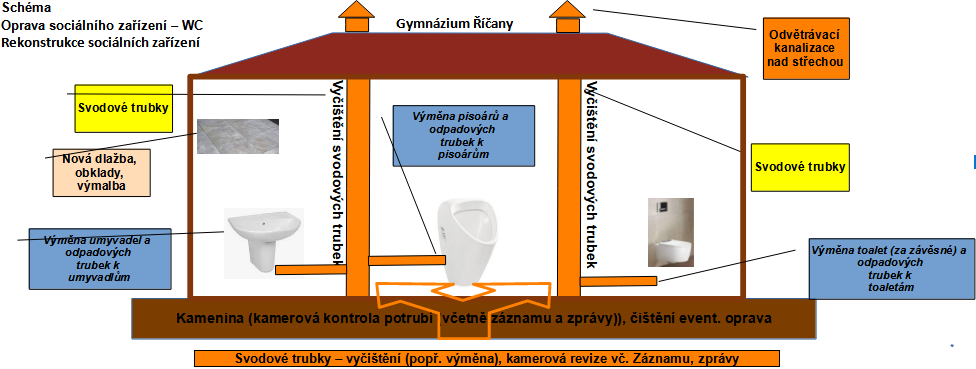 Schéma
Oprava sociálního zařízení – WC
Rekonstrukce sociálních zařízení
Gymnázium Říčany
Odvětrávací
kanalizace
nad střechou
Svodové trubky
Vyčištění svodových trubek
Výměna pisoárů a
odpadových
trubek k
pisoárům
Vyčištění svodových trubek
Svodové trubky
Nová dlažba,
obklady,
výmalba
Výměna umyvadel a
odpadových
trubek k
umyvadlům
Výměna toalet (za závěsné) a
odpadových
trubek k
toaletám
Kamenina (kamerová kontrola potrubí (včetně záznamu a zprávy)), čištění event. oprava
Svodové trubky – vyčištění (popř. výměna), kamerová revize vč. Záznamu, zprávy